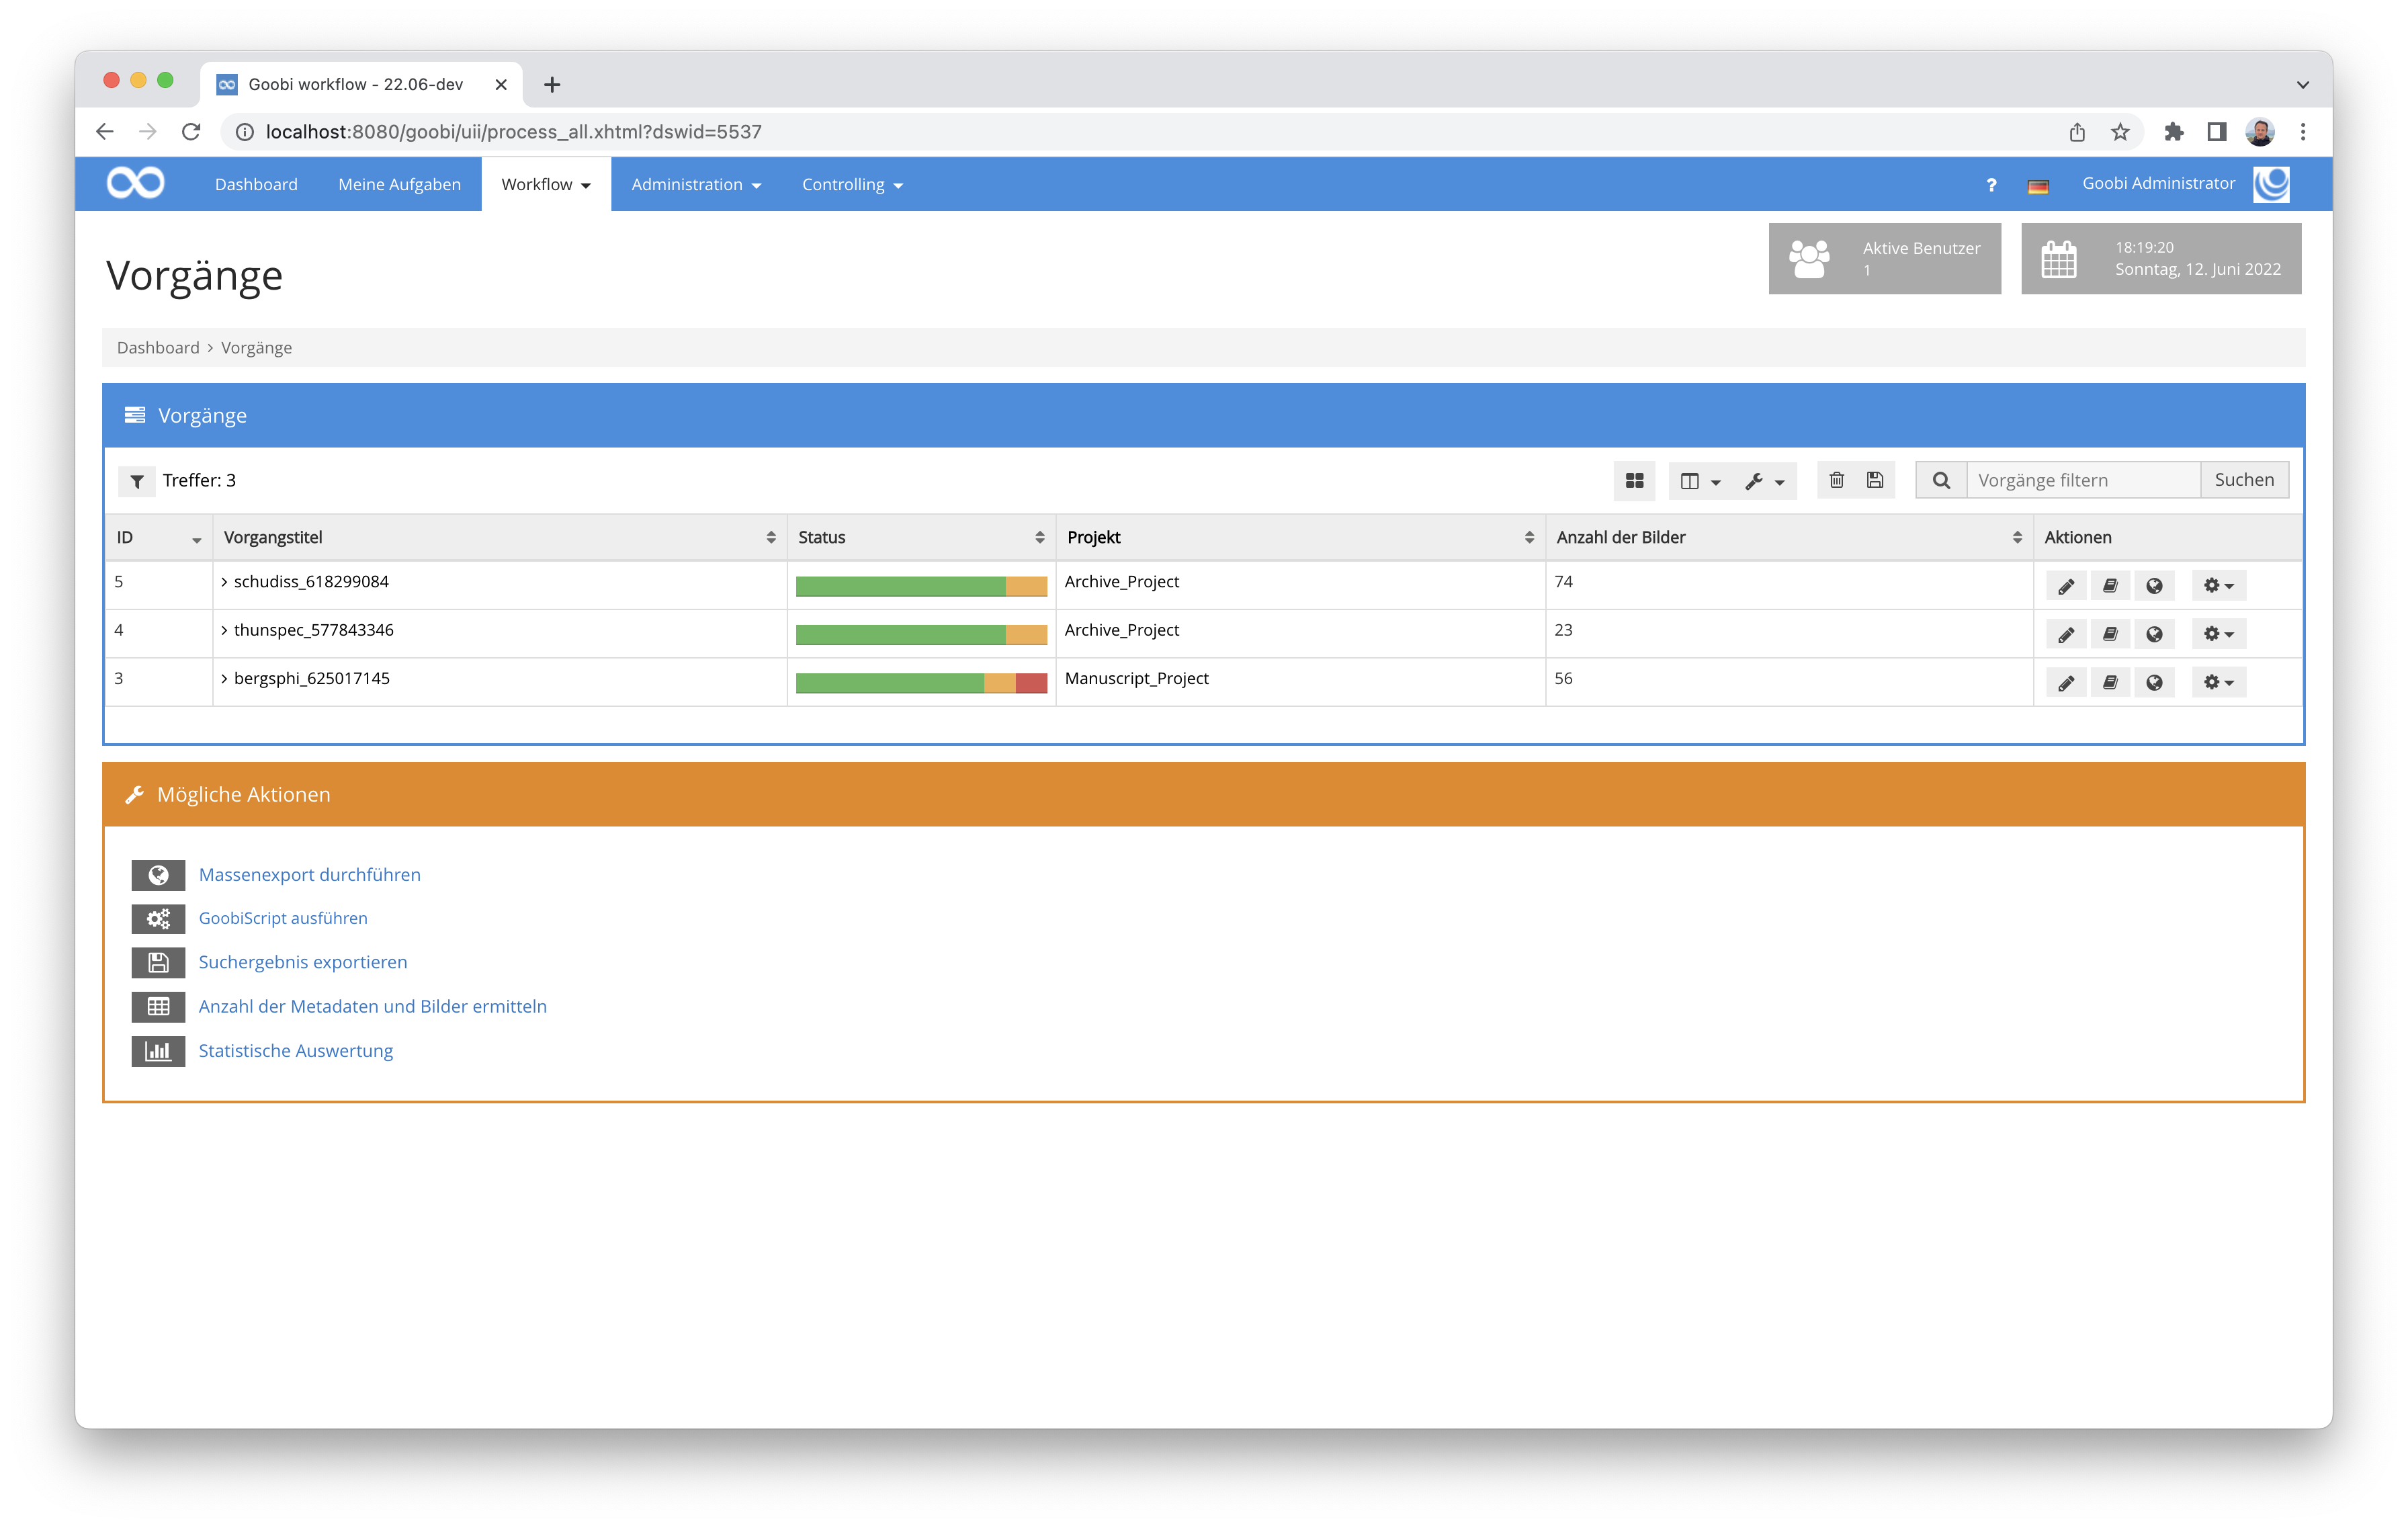 Goobi workflow - 22.06-dev
localhost:8080/goobi/uii/process_all.xhtml?dswid=5537
Dashboard Meine Aufgaben Workflow Administration Controlling ? Goobi Administrator
Vorgänge
Aktive Benutzer
1
18:19:20
Sonntag, 12. Juni 2022
Dashboard > Vorgänge
Vorgänge
Treffer: 3 Vorgänge filtern Suchen
ID Vorgangstitel Status Projekt Anzahl der Bilder Aktionen
5 > schudiss_618299084 Archive_Project 74
4 > thunspec_577843346 Archive_Project 23
3 > bergsphi_625017145 Manuscript_Project 56
Mögliche Aktionen
Massenexport durchführen
GoobiScript ausführen
Suchergebnis exportieren
Anzahl der Metadaten und Bilder ermitteln
Statistische Auswertung